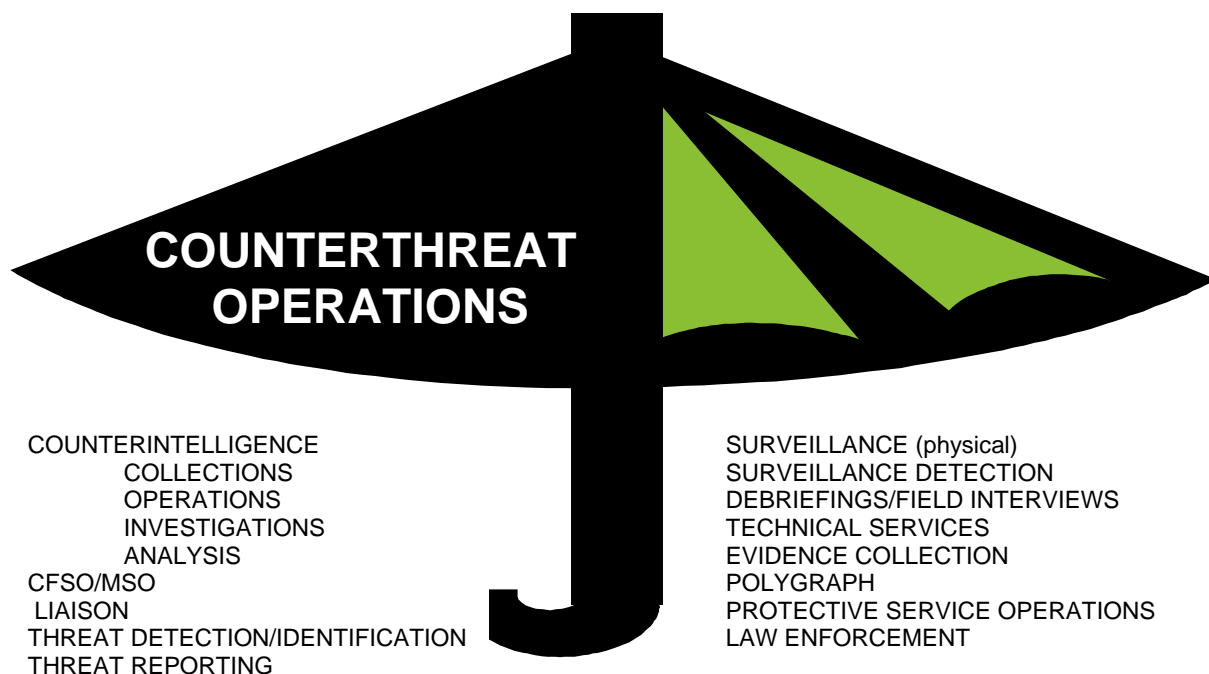 COUNTERTHREAT
OPERATIONS
COUNTERINTELLIGENCE
COLLECTIONS
OPERATIONS
INVESTIGATIONS
ANALYSIS
CFSO/MSO
LIAISON
THREAT DETECTION/IDENTIFICATION
THREAT REPORTING
SURVEILLANCE (physical)
SURVEILLANCE DETECTION
DEBRIEFINGS/FIELD INTERVIEWS
TECHNICAL SERVICES
EVIDENCE COLLECTION
POLYGRAPH
PROTECTIVE SERVICE OPERATIONS
LAW ENFORCEMENT